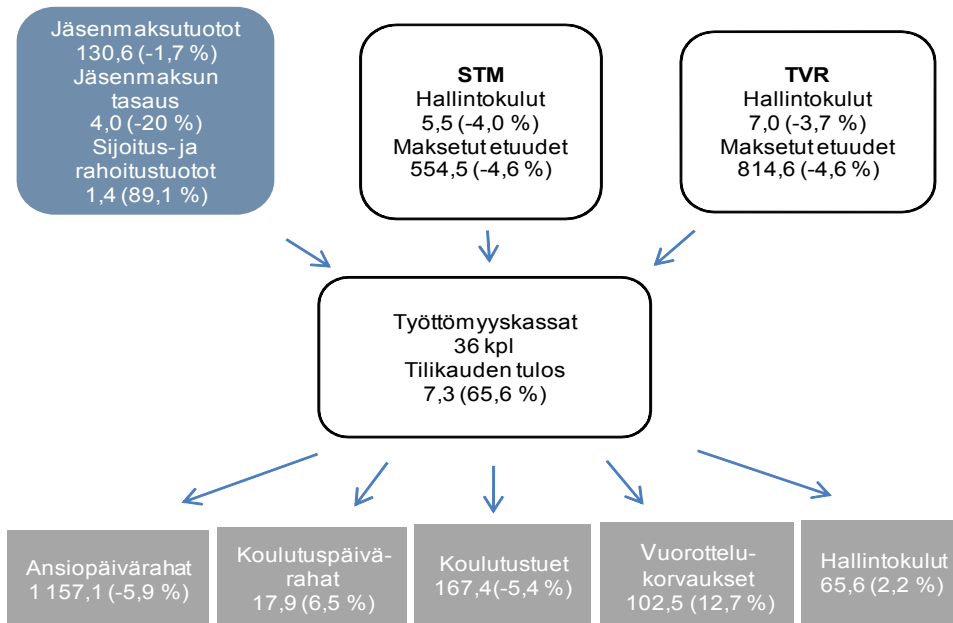 Jäsenmaksutuotot
130,6 (-1,7 %)
Jäsenmaksun
tasaus
4,0 (-20 %)
Sijoitus- ja
rahoitustuotot
1,4 (89,1 %)
STM
Hallintokulut
5,5 (-4,0 %)
Maksetut etuudet
554,5 (-4,6 %)
TVR
Hallintokulut
7,0 (-3,7 %)
Maksetut etuudet
814,6 (-4,6 %)
Työttömyyskassat
36 kpl
Tilikauden tulos
7,3 (65,6 %)
Ansiopäivärahat
1 157,1 (-5,9 %)
Koulutuspäivä-
rahat
17,9 (6,5 %)
Koulutustuet
167,4(-5,4 %)
Vuorottelu-
korvaukset
102,5 (12,7 %)
Hallintokulut
65,6 (2,2 %)